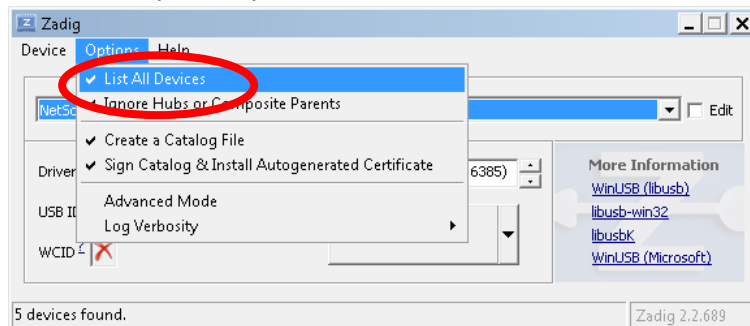 Zadig
Device Options Help
List All Devices
Ignore Hubs or Composite Parents
Edit
Create a Catalog File
Sign Catalog & Install Autogenerated Certificate
6385)
Driver
More Information
WinUSB (libusb)
Advanced Mode
USB
libusb-win32
Log Verbosity
libusbK
WCID ?
WinUSB (Microsoft)
5 devices found.
Zadig 2.2.689